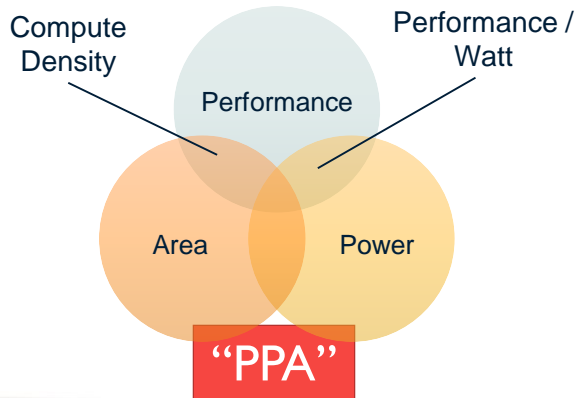 Compute
Density
Performance /
Watt
Performance
Area
Power
“PPA”